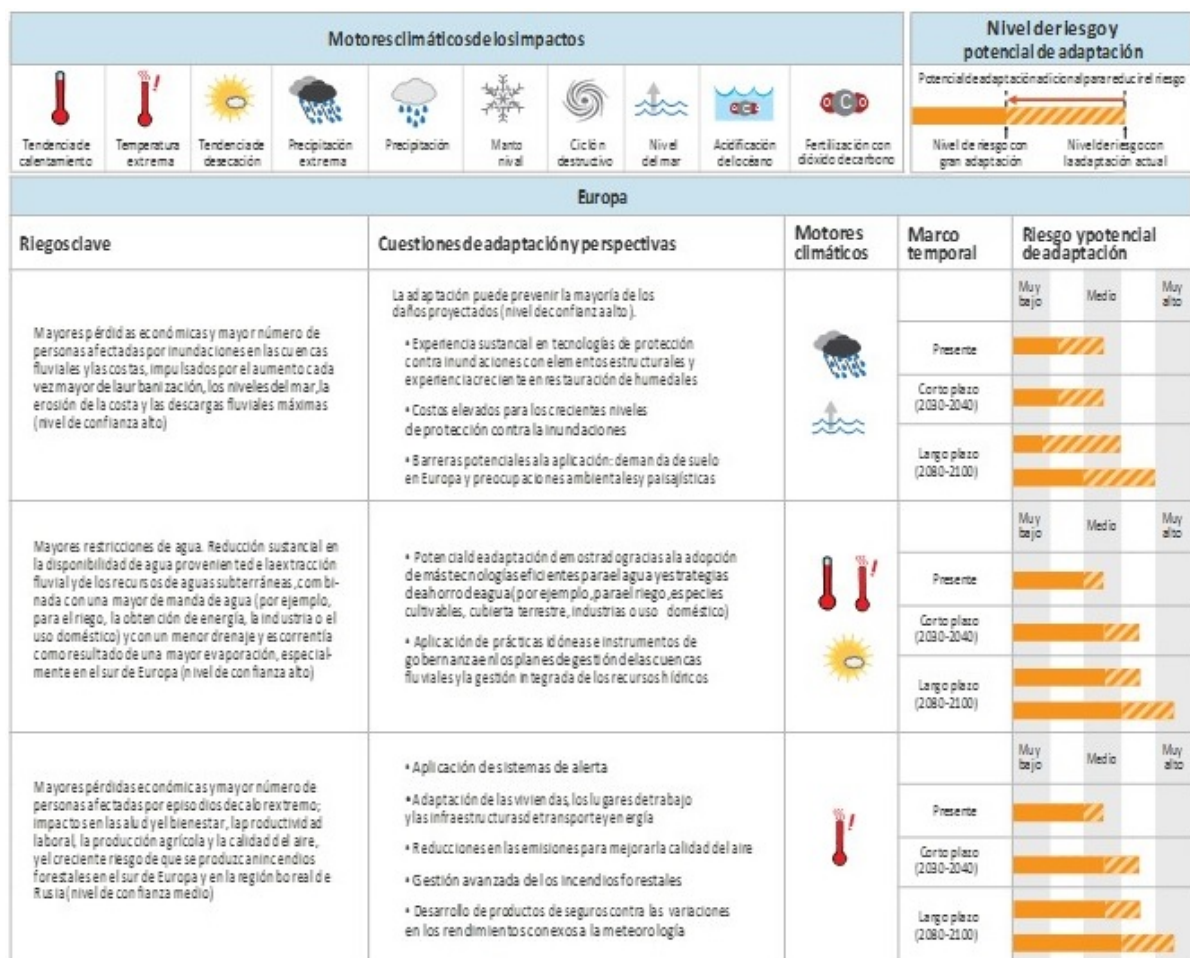 Motores climáticos de los impactos
Nivel de riesgo y
potencial de adaptación
Tendencia de
calentamiento
Temperatura
extrema
Tendencia de
desecación
Precipitación
extrema
Precipitación
Manto
nival
Ciclón
destructivo
Nivel
del mar
Acidificación
del océano
Fertilización con
dióxido de carbono
Potencial de adaptación adicional para reducir el riesgo
Nivel de riesgo con
gran adaptación
Nivel de riesgo con
la adaptación actual
Europa
Riegos clave
Cuestiones de adaptación y perspectivas
Motores
climáticos
Marco
temporal
Riesgo y potencial
de adaptación
Mayores pérdidas económicas y mayor número de
personas afectadas por inundaciones en las cuencas
fluviales y las costas, impulsados por el aumento cada
vez mayor de la urbanización, los niveles del mar, la
erosión de la costa y las descargas fluviales máximas
(nivel de confianza alto)
La adaptación puede prevenir la mayoría de los
daños proyectados (nivel de confianza alto).
• Experiencia sustancial en tecnologías de protección
contra inundaciones con elementos estructurales y
experiencia creciente en restauración de humedales
• Costos elevados para los crecientes niveles
de protección contra la inundaciones
• Barreras potenciales a la aplicación: demanda de suelo
en Europa y preocupaciones ambientales y paisajísticas
Muy
bajo
Medio
Muy
alto
Presente
Corto plazo
(2030-2040)
Largo plazo
(2080-2100)
Mayores restricciones de agua. Reducción sustancial en
la disponibilidad de agua proveniente de la extracción
fluvial y de los recursos de aguas subterráneas, combi-
nada con una mayor demanda de agua (por ejemplo,
para el riego, la obtención de energía, la industria o el
uso doméstico) y con un menor drenaje y escorrentía
como resultado de una mayor evaporación, especial-
mente en el sur de Europa (nivel de confianza alto)
• Potencial de adaptación demostrado gracias a la adopción
de más tecnologías eficientes para el agua y estrategias
de ahorro de agua (por ejemplo, para el riego, especies
cultivables, cubierta terrestre, industrias o uso doméstico)
• Aplicación de prácticas idóneas e instrumentos de
gobernanza en los planes de gestión de las cuencas
fluviales y la gestión integrada de los recursos hídricos
Muy
bajo
Medio
Muy
alto
Presente
Corto plazo
(2030-2040)
Largo plazo
(2080-2100)
Mayores pérdidas económicas y mayor número de
personas afectadas por episodios de calor extremo;
impactos en la salud y el bienestar, la productividad
laboral, la producción agrícola y la calidad del aire,
y el creciente riesgo de que se produzcan incendios
forestales en el sur de Europa y en la región boreal de
Rusia (nivel de confianza medio)
• Aplicación de sistemas de alerta
• Adaptación de las viviendas, los lugares de trabajo
y las infraestructuras de transporte y energía
• Reducciones en las emisiones para mejorar la calidad del aire
• Gestión avanzada de los incendios forestales
• Desarrollo de productos de seguros contra las variaciones
en los rendimientos conexos a la meteorología
Muy
bajo
Medio
Muy
alto
Presente
Corto plazo
(2030-2040)
Largo plazo
(2080-2100)